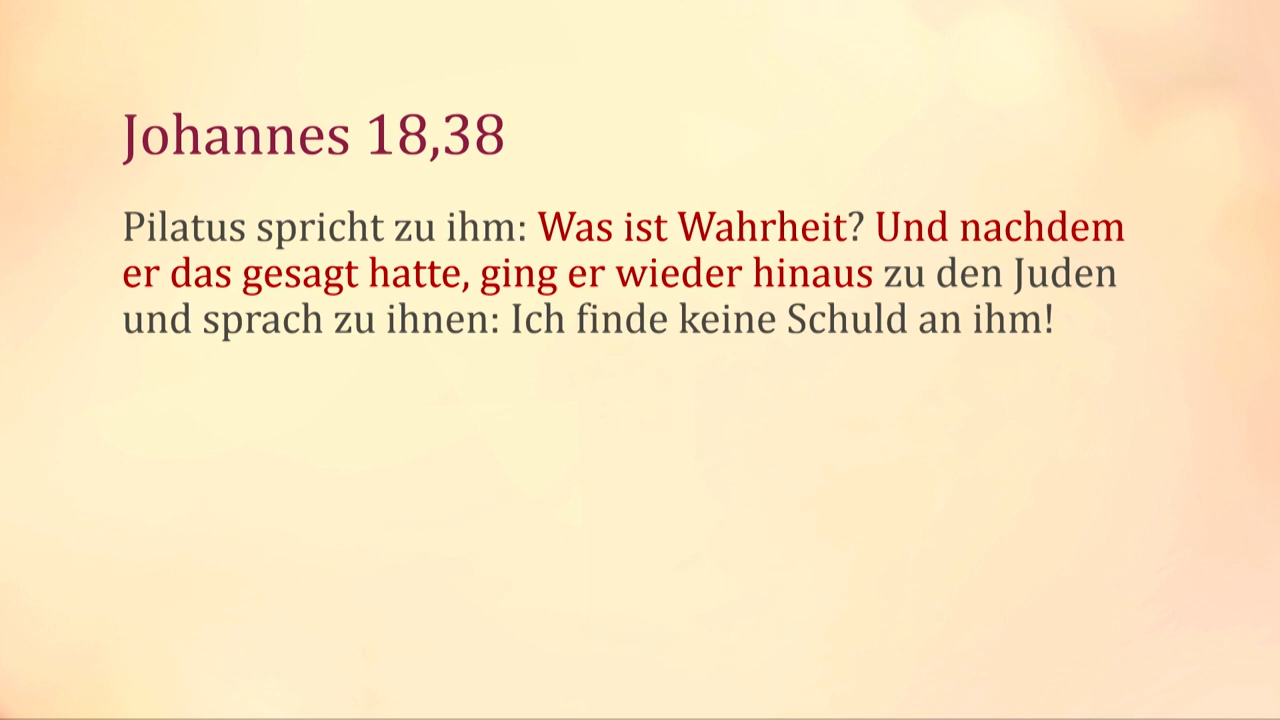 Johannes 18,38
Pilatus spricht zu ihm: Was ist Wahrheit? Und nachdem
er das gesagt hatte, ging er wieder hinaus zu den Juden
und sprach zu ihnen: Ich finde keine Schuld an ihm!